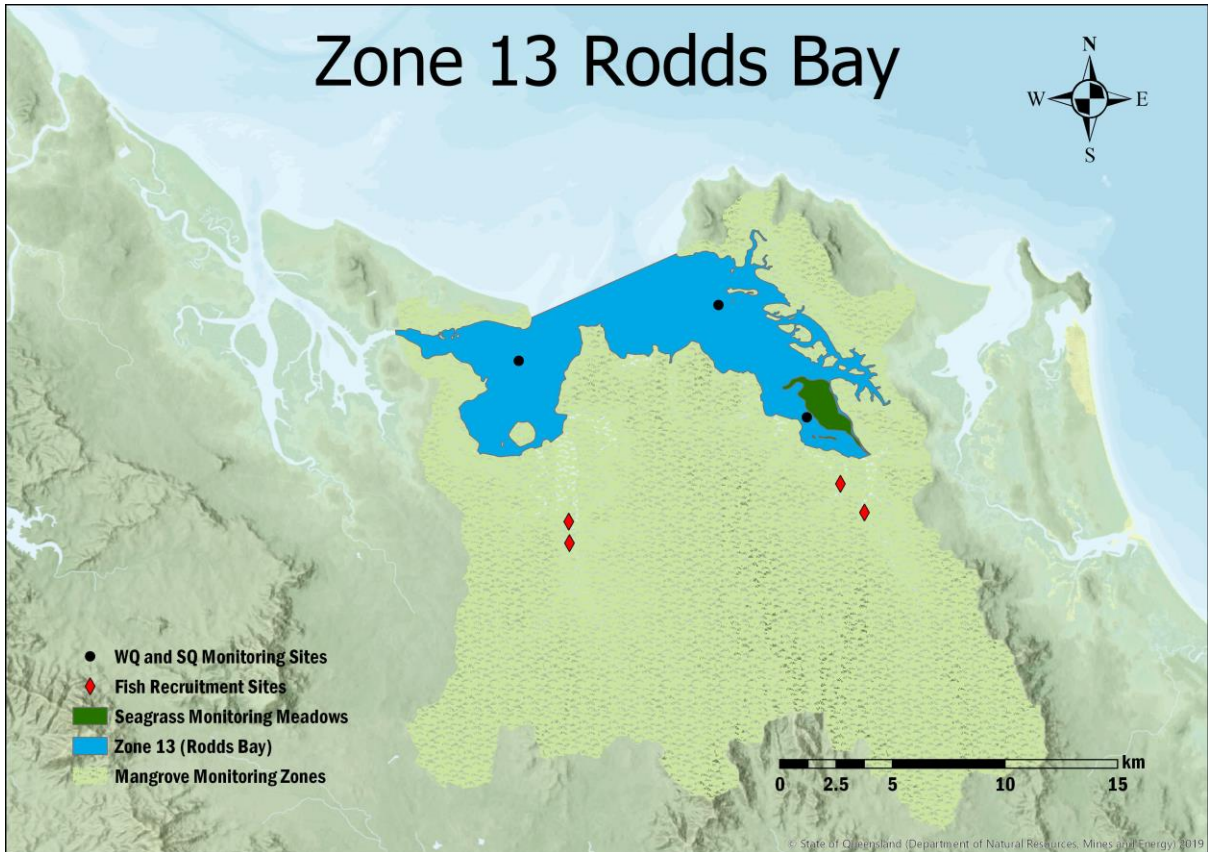 Zone 13 Rodds Bay
N
W E
S
WQ and SQ Monitoring Sites
Fish Recruitment Sites
Seagrass Monitoring Meadows
Zone 13 (Rodds Bay)
Mangrove Monitoring Zones
km
0 2.5 5 10 15
© State of Queensland (Department of Natural Resources, Mines and Energy) 2019